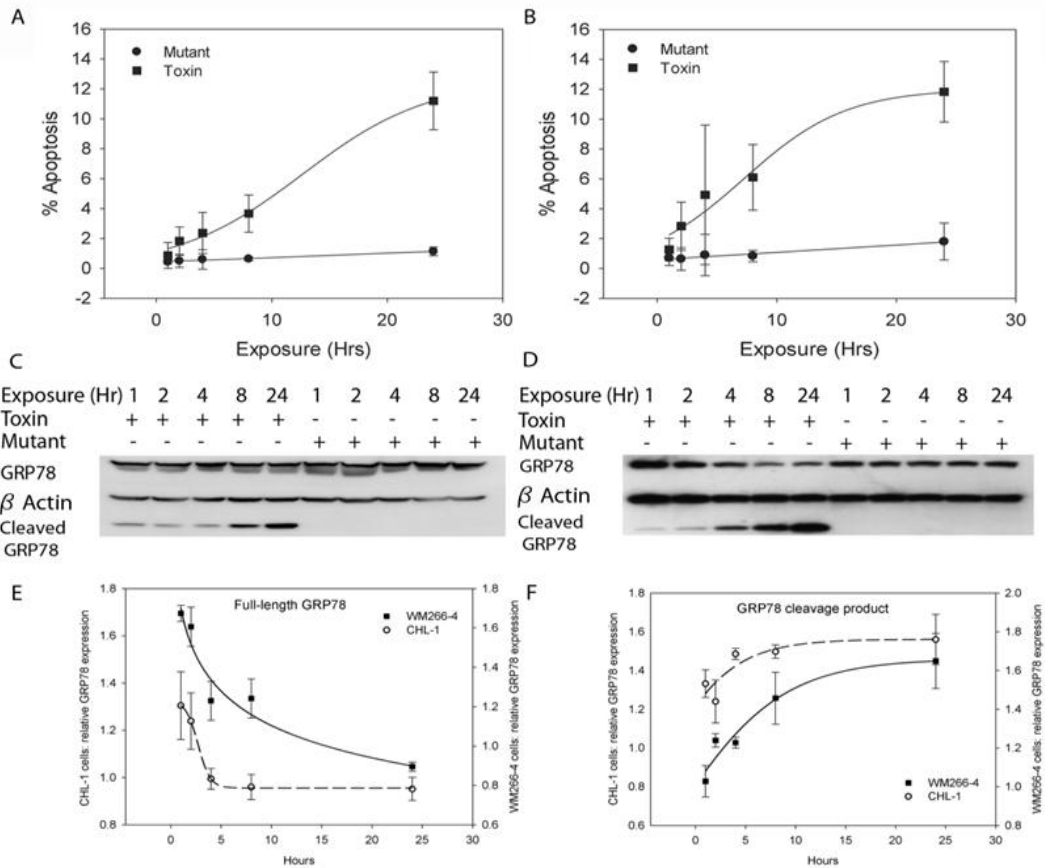 A
16
14
12
10
8
6
4
2
0
-2
Mutant
Toxin
% Apoptosis
0 10 20 30
Exposure (Hrs)
B
16
14
12
10
8
6
4
2
0
-2
Mutant
Toxin
% Apoptosis
0 10 20 30
Exposure (Hrs)
C
Exposure (Hr) 1 2 4 8 24 1 2 4 8 24
Toxin + + + + + - - - - -
Mutant - - - - - + + + + +
GRP78
β Actin
Cleaved
GRP78
D
Exposure (Hr) 1 2 4 8 24 1 2 4 8 24
Toxin + + + + + - - - - -
Mutant - - - - - + + + + +
GRP78
β Actin
Cleaved
GRP78
E
Full-length GRP78
WM266-4
CHL-1
CHL-1 cells: relative GRP78 expression
1.8
1.6
1.4
1.2
1.0
0.8
WM266-4 cells: relative GRP78 expression
1.8
1.6
1.4
1.2
1.0
0.8
0.6
0 5 10 15 20 25 30
Hours
F
GRP78 cleavage product
WM266-4
CHL-1
CHL-1 cells: relative GRP78 expression
1.8
1.6
1.4
1.2
1.0
0.8
0.6
WM266-4 cells: relative GRP78 expression
2.0
1.8
1.6
1.4
1.2
1.0
0.8
0 5 10 15 20 25 30
Hours